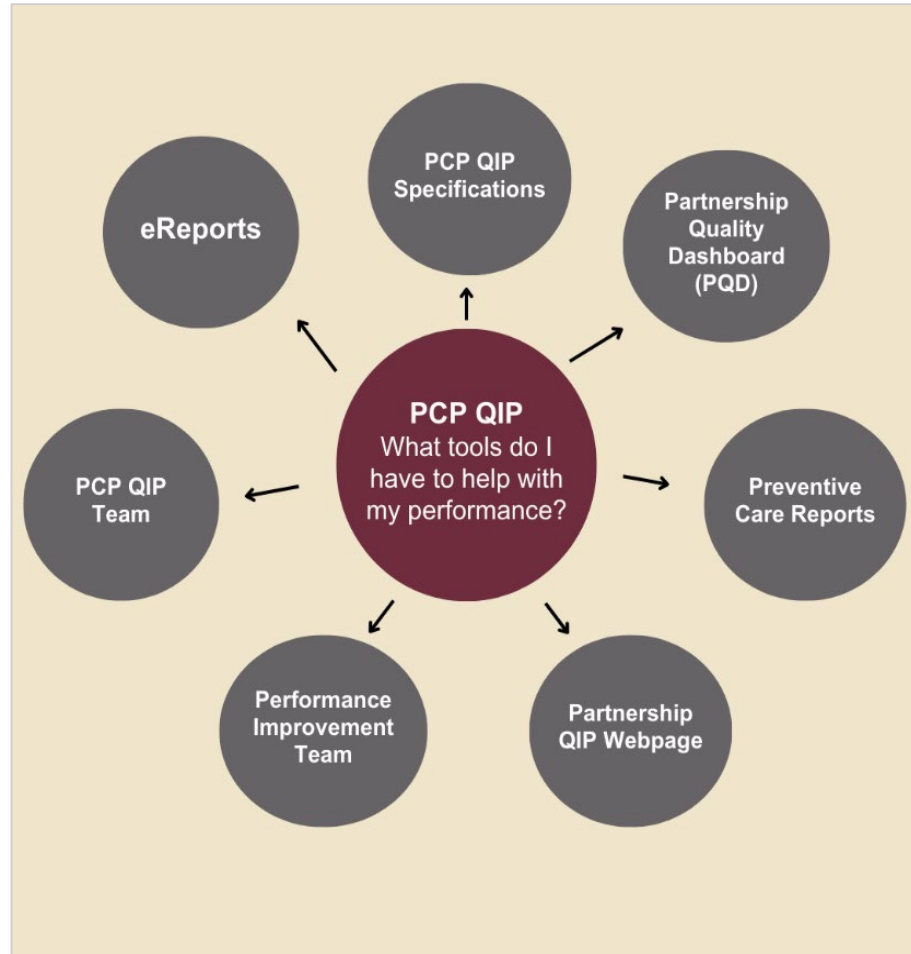 PCP QIP
Specifications
eReports
Partnership
Quality
Dashboard
(PQD)
PCP QIP
What tools do I
have to help with
my performance?
PCP QIP
Team
Preventive
Care Reports
Performance
Improvement
Team
Partnership
QIP Webpage